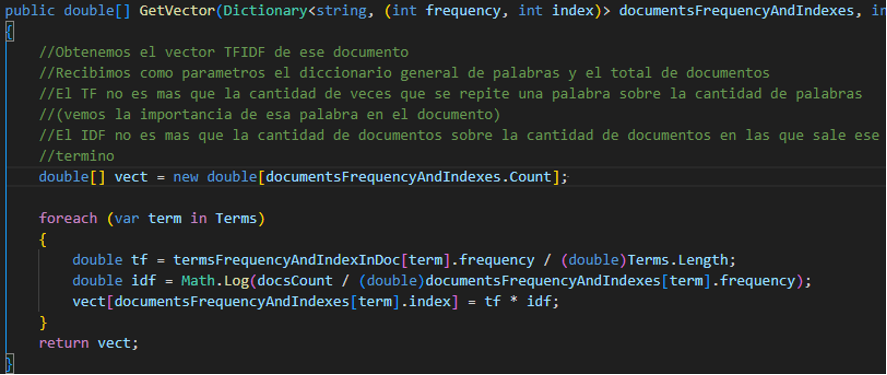 public double[] GetVector(Dictionary<string, (int frequency, int index)> documentsFrequencyAndIndexes, in
{
//Obtenemos el vector TFIDF de ese documento
//Recibimos como parametros el diccionario general de palabras y el total de documentos
//El TF no es mas que la cantidad de veces que se repite una palabra sobre la cantidad de palabras
//(vemos la importancia de esa palabra en el documento)
//El IDF no es mas que la cantidad de documentos sobre la cantidad de documentos en las que sale ese
//termino
double[] vect = new double[documentsFrequencyAndIndexes.Count];
foreach (var term in Terms)
{
double tf = termsFrequencyAndIndexInDoc[term].frequency / (double)Terms.Length;
double idf = Math.Log(docsCount / (double)documentsFrequencyAndIndexes[term].frequency);
vect[documentsFrequencyAndIndexes[term].index] = tf * idf;
}
return vect;
}